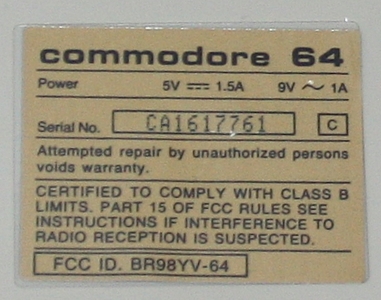 commodore 64
Power 5V ⎓ 1.5A 9V ~ 1A
Serial No. CA1617761 C
Attempted repair by unauthorized persons
voids warranty.
CERTIFIED TO COMPLY WITH CLASS B
LIMITS. PART 15 OF FCC RULES SEE
INSTRUCTIONS IF INTERFERENCE TO
RADIO RECEPTION IS SUSPECTED.
FCC ID. BR98YV-64